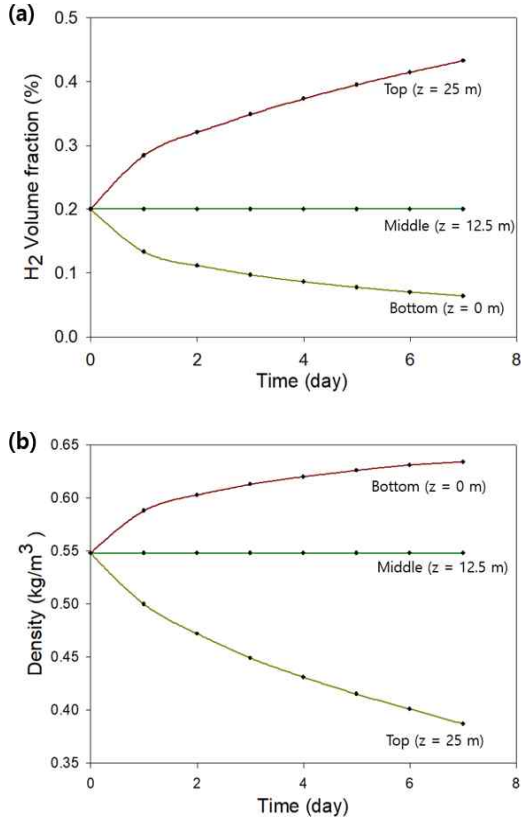 (a)
0.5
0.4
0.3
0.2
0.1
0.0
H2 Volume fraction (%)
Top (z = 25 m)
Middle (z = 12.5 m)
Bottom (z = 0 m)
0 2 4 6 8
Time (day)
(b)
0.65
0.60
0.55
0.50
0.45
0.40
0.35
Density (kg/m³)
Bottom (z = 0 m)
Middle (z = 12.5 m)
Top (z = 25 m)
0 2 4 6 8
Time (day)